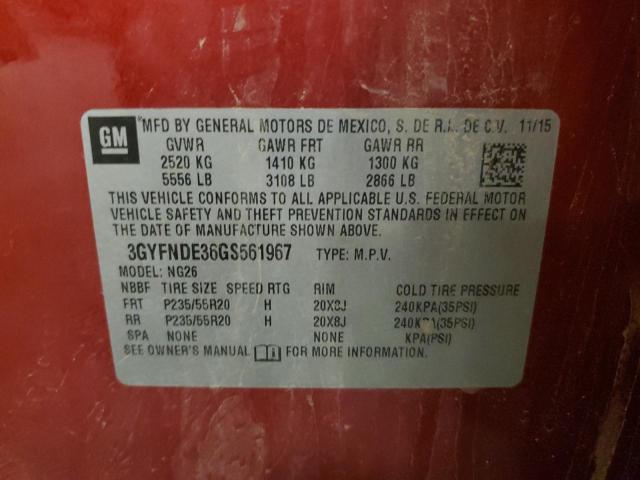 GM
®MFD BY GENERAL MOTORS DE MEXICO, S. DE R.L. DE C.V. 11/15
GVWR GAWR FRT GAWR RR
2520 KG 1410 KG 1300 KG
5556 LB 3108 LB 2866 LB
THIS VEHICLE CONFORMS TO ALL APPLICABLE U.S. FEDERAL MOTOR
VEHICLE SAFETY AND THEFT PREVENTION STANDARDS IN EFFECT ON
THE DATE OF MANUFACTURE SHOWN ABOVE.
3GYFNDE36GS561967 TYPE: M.P.V.
MODEL: NG26
NBBF TIRE SIZE SPEED RTG RIM COLD TIRE PRESSURE
FRT P235/55R20 H 20X8J 240KPA(35PSI)
RR P235/55R20 H 20X8J 240KPA(35PSI)
SPA NONE NONE KPA(PSI)
SEE OWNER'S MANUAL FOR MORE INFORMATION.